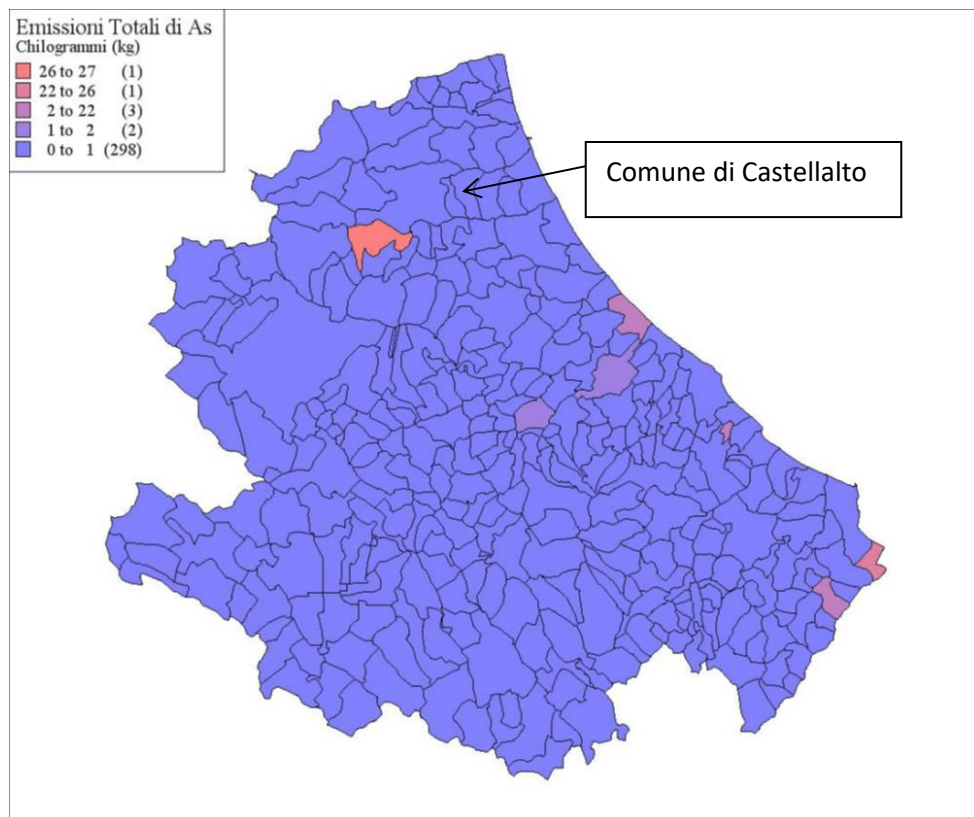 Emissioni Totali di As
Chilogrammi (kg)
26 to 27 (1)
22 to 26 (1)
2 to 22 (3)
1 to 2 (2)
0 to 1 (298)
Comune di Castellalto